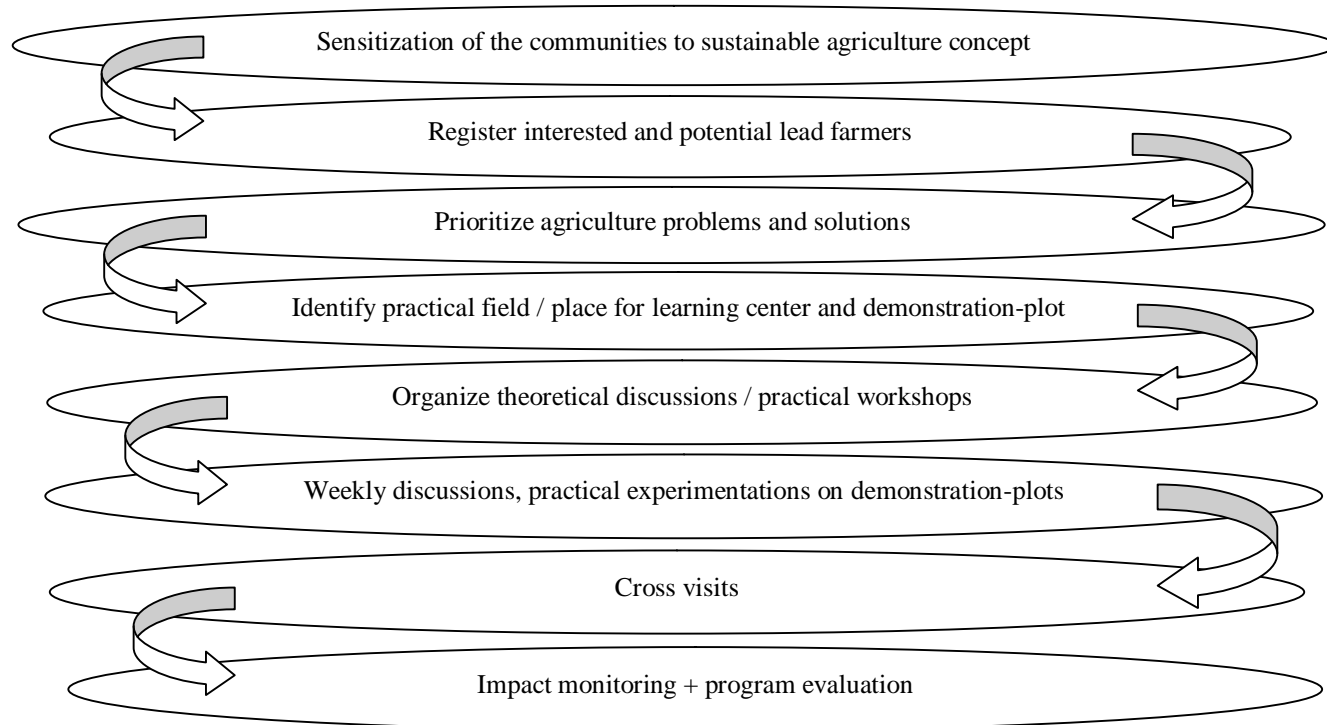 Sensitization of the communities to sustainable agriculture concept
Register interested and potential lead farmers
Prioritize agriculture problems and solutions
Identify practical field / place for learning center and demonstration-plot
Organize theoretical discussions / practical workshops
Weekly discussions, practical experimentations on demonstration-plots
Cross visits
Impact monitoring + program evaluation